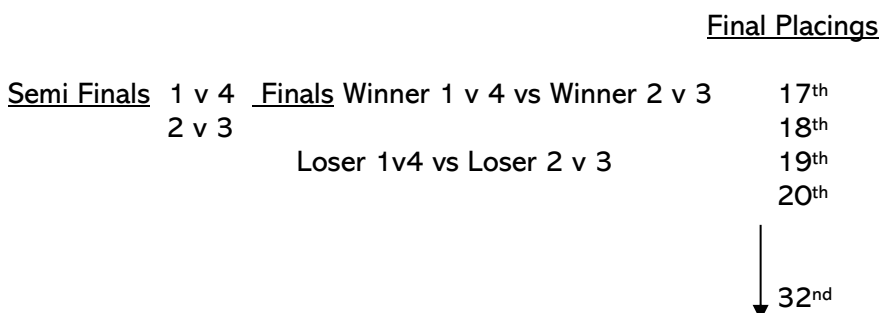 Final Placings
Semi Finals 1 v 4 Finals Winner 1 v 4 vs Winner 2 v 3 17th
2 v 3 18th
Loser 1v4 vs Loser 2 v 3 19th
20th
32nd